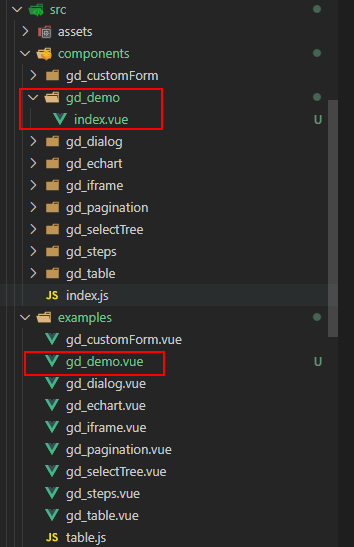 src
assets
components
gd_customForm
gd_demo
index.vue U
gd_dialog
gd_echart
gd_iframe
gd_pagination
gd_selectTree
gd_steps
gd_table
JS index.js
examples
gd_customForm.vue
gd_demo.vue U
gd_dialog.vue
gd_echart.vue
gd_iframe.vue
gd_pagination.vue
gd_selectTree.vue
gd_steps.vue
gd_table.vue
JS table.js